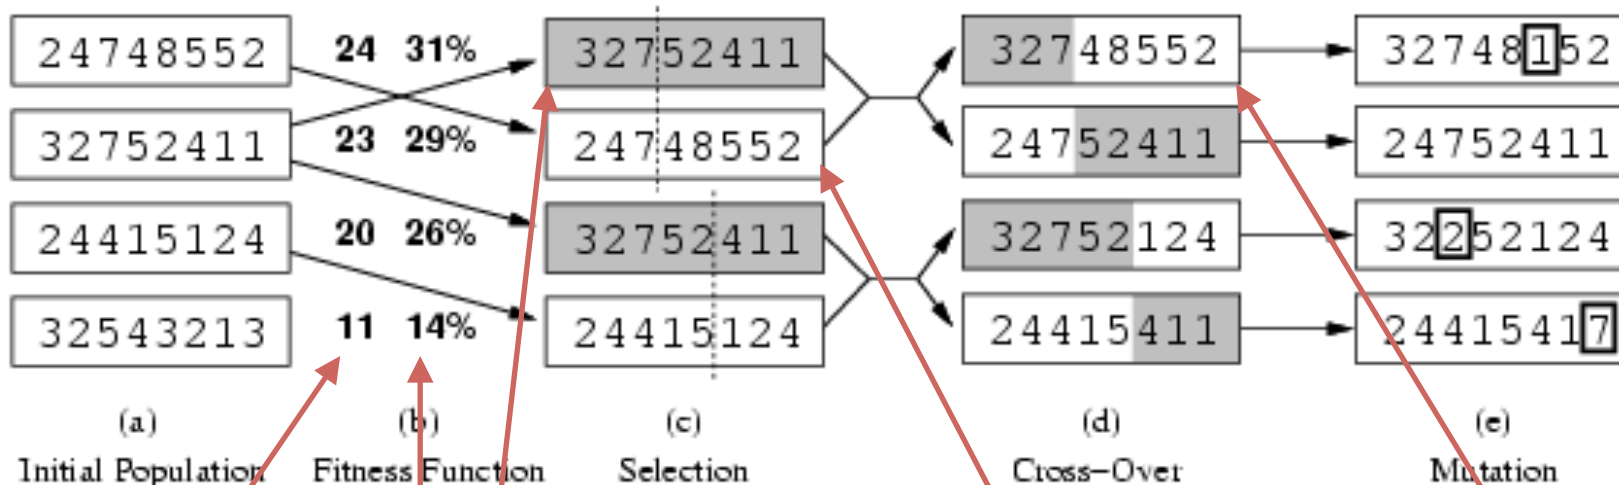 24748552 24 31% 32752411 32748552 32748152
32752411 23 29% 24748552 24752411 24752411
24415124 20 26% 32752411 32752124 32252124
32543213 11 14% 24415124 24415411 24415417
(a) (b) (c) (d) (e)
Initial Population Fitness Function Selection Cross–Over Mutation